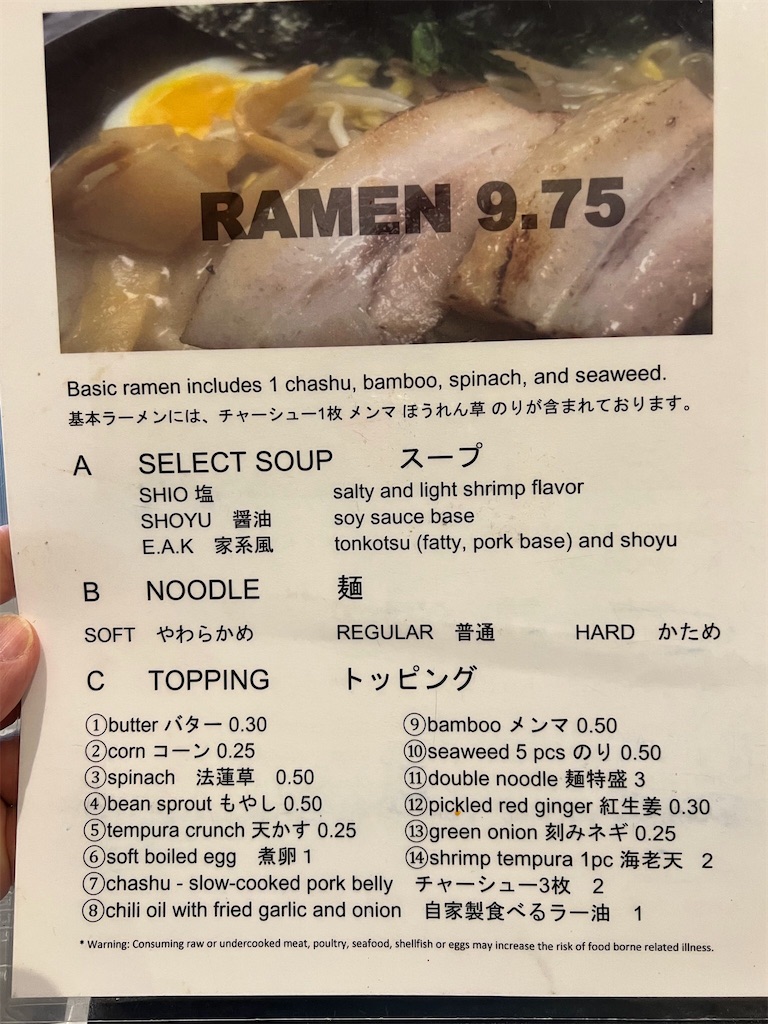 RAMEN 9.75
Basic ramen includes 1 chashu, bamboo, spinach, and seaweed.
基本ラーメンには、チャーシュー1枚 メンマ ほうれん草 のりが含まれております。
A SELECT SOUP スープ
SHIO 塩 salty and light shrimp flavor
SHOYU 醤油 soy sauce base
E.A.K 家系風 tonkotsu (fatty, pork base) and shoyu
B NOODLE 麺
SOFT やわらかめ REGULAR 普通 HARD かため
C TOPPING トッピング
①butter バター 0.30 ⑨bamboo メンマ 0.50
②corn コーン 0.25 ⑩seaweed 5 pcs のり 0.50
③spinach 法蓮草 0.50 ⑪double noodle 麺特盛 3
④bean sprout もやし 0.50 ⑫pickled red ginger 紅生姜 0.30
⑤tempura crunch 天かす 0.25 ⑬green onion 刻みネギ 0.25
⑥soft boiled egg 煮卵 1 ⑭shrimp tempura 1pc 海老天 2
⑦chashu - slow-cooked pork belly チャーシュー3枚 2
⑧chili oil with fried garlic and onion 自家製食べるラー油 1
* Warning: Consuming raw or undercooked meat, poultry, seafood, shellfish or eggs may increase the risk of food borne related illness.